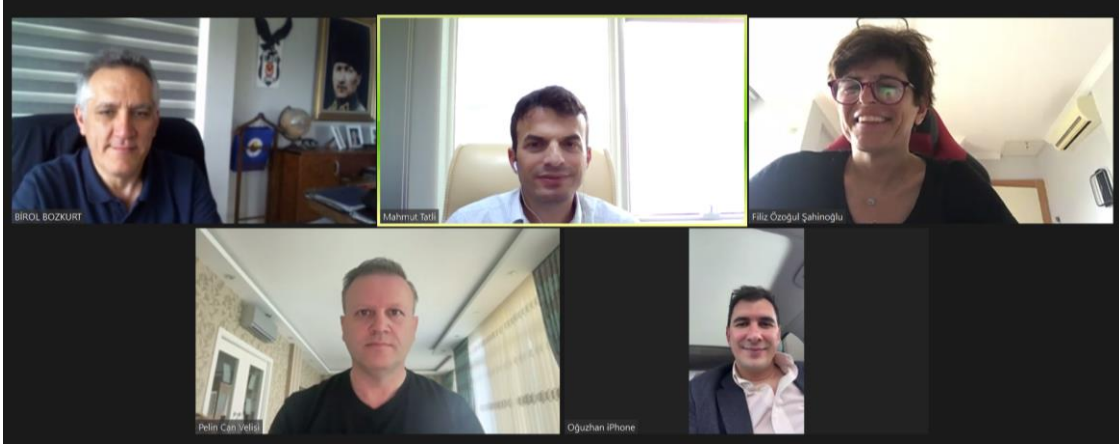 BİROL BOZKURT
Mahmut Tatli
Filiz Özoğul Şahinoğlu
Pelin Can Velisi
Oğuzhan iPhone